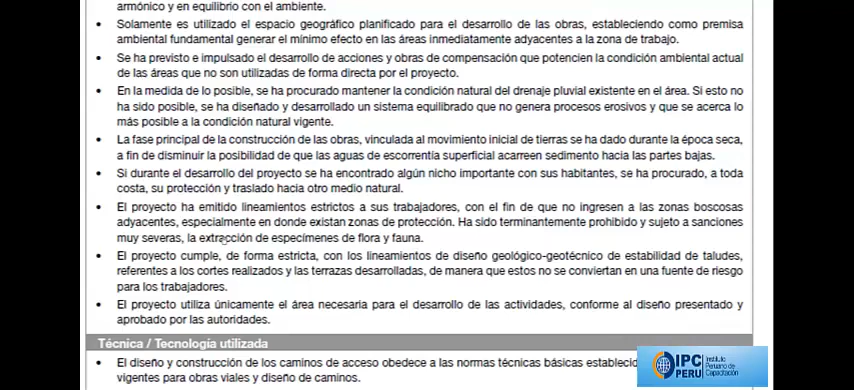 armónico y en equilibrio con el ambiente.
• Solamente es utilizado el espacio geográfico planificado para el desarrollo de las obras, estableciendo como premisa
ambiental fundamental generar el mínimo efecto en las áreas inmediatamente adyacentes a la zona de trabajo.
• Se ha previsto e impulsado el desarrollo de acciones y obras de compensación que potencien la condición ambiental actual
de las áreas que no son utilizadas de forma directa por el proyecto.
• En la medida de lo posible, se ha procurado mantener la condición natural del drenaje pluvial existente en el área. Si esto no
ha sido posible, se ha diseñado y desarrollado un sistema equilibrado que no genera procesos erosivos y que se acerca lo
más posible a la condición natural vigente.
• La fase principal de la construcción de las obras, vinculada al movimiento inicial de tierras se ha dado durante la época seca,
a fin de disminuir la posibilidad de que las aguas de escorrentía superficial acarreen sedimento hacia las partes bajas.
• Si durante el desarrollo del proyecto se ha encontrado algún nicho importante con sus habitantes, se ha procurado, a toda
costa, su protección y traslado hacia otro medio natural.
• El proyecto ha emitido lineamientos estrictos a sus trabajadores, con el fin de que no ingresen a las zonas boscosas
adyacentes, especialmente en donde existan zonas de protección. Ha sido terminantemente prohibido y sujeto a sanciones
muy severas, la extracción de especímenes de flora y fauna.
• El proyecto cumple, de forma estricta, con los lineamientos de diseño geológico-geotécnico de estabilidad de taludes,
referentes a los cortes realizados y las terrazas desarrolladas, de manera que estos no se conviertan en una fuente de riesgo
para los trabajadores.
• El proyecto utiliza únicamente el área necesaria para el desarrollo de las actividades, conforme al diseño presentado y
aprobado por las autoridades.
Técnica / Tecnología utilizada
• El diseño y construcción de los caminos de acceso obedece a las normas técnicas básicas
vigentes para obras viales y diseño de caminos.
IPC
PERU
Instituto
Peruano de
Capacitación